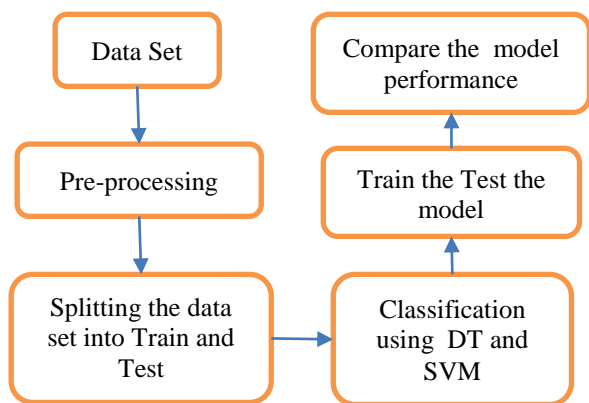 Data Set
Pre-processing
Splitting the data
set into Train and
Test
Classification
using DT and
SVM
Train the Test the
model
Compare the model
performance